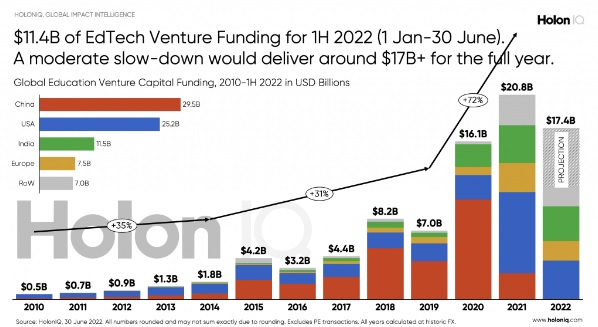 HOLONIQ. GLOBAL IMPACT INTELLIGENCE
Holon IQ
$11.4B of EdTech Venture Funding for 1H 2022 (1 Jan-30 June).
A moderate slow-down would deliver around $17B+ for the full year.
Global Education Venture Capital Funding, 2010-1H 2022 in USD Billions
China 29.5B
USA 25.2B
India 11.5B
Europe 7.5B
RoW 7.0B
+35%
+31%
+72%
Holon IQ
$0.5B $0.7B $0.9B $1.3B $1.8B $4.2B $3.2B $4.4B $8.2B $7.0B $16.1B $20.8B $17.4B
PROJECTION
2010 2011 2012 2013 2014 2015 2016 2017 2018 2019 2020 2021 2022
Source: HolonIQ, 30 June 2022. All numbers rounded and may not sum exactly due to rounding. Excludes PE transactions. All years calculated at historic FX.
www.holoniq.com